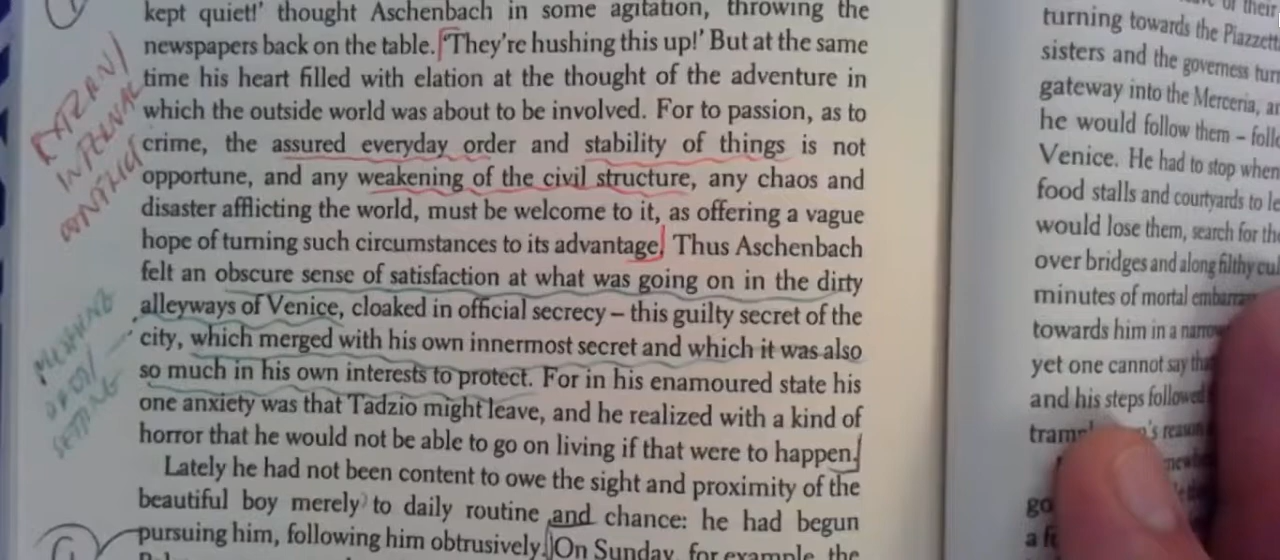 kept quiet!' thought Aschenbach in some agitation, throwing the
newspapers back on the table. 'They're hushing this up!' But at the same
time his heart filled with elation at the thought of the adventure in
which the outside world was about to be involved. For to passion, as to
crime, the assured everyday order and stability of things is not
opportune, and any weakening of the civil structure, any chaos and
disaster afflicting the world, must be welcome to it, as offering a vague
hope of turning such circumstances to its advantage. Thus Aschenbach
felt an obscure sense of satisfaction at what was going on in the dirty
alleyways of Venice, cloaked in official secrecy – this guilty secret of the
city, which merged with his own innermost secret and which it was also
so much in his own interests to protect. For in his enamoured state his
one anxiety was that Tadzio might leave, and he realized with a kind of
horror that he would not be able to go on living if that were to happen.
Lately he had not been content to owe the sight and proximity of the
beautiful boy merely to daily routine and chance: he had begun
pursuing him, following him obtrusively. On Sunday, for example, the
EXTERN/
INTERNAL
CONFLICT
SETTING
of their
turning towards the
sisters and the governess
gateway into the Merceria,
he would follow them –
Venice. He had to stop when
food stalls and courtyards to
would lose them, search for
over bridges and along filthy
minutes of mortal
towards him in a
yet one cannot say
and his steps followed
reason